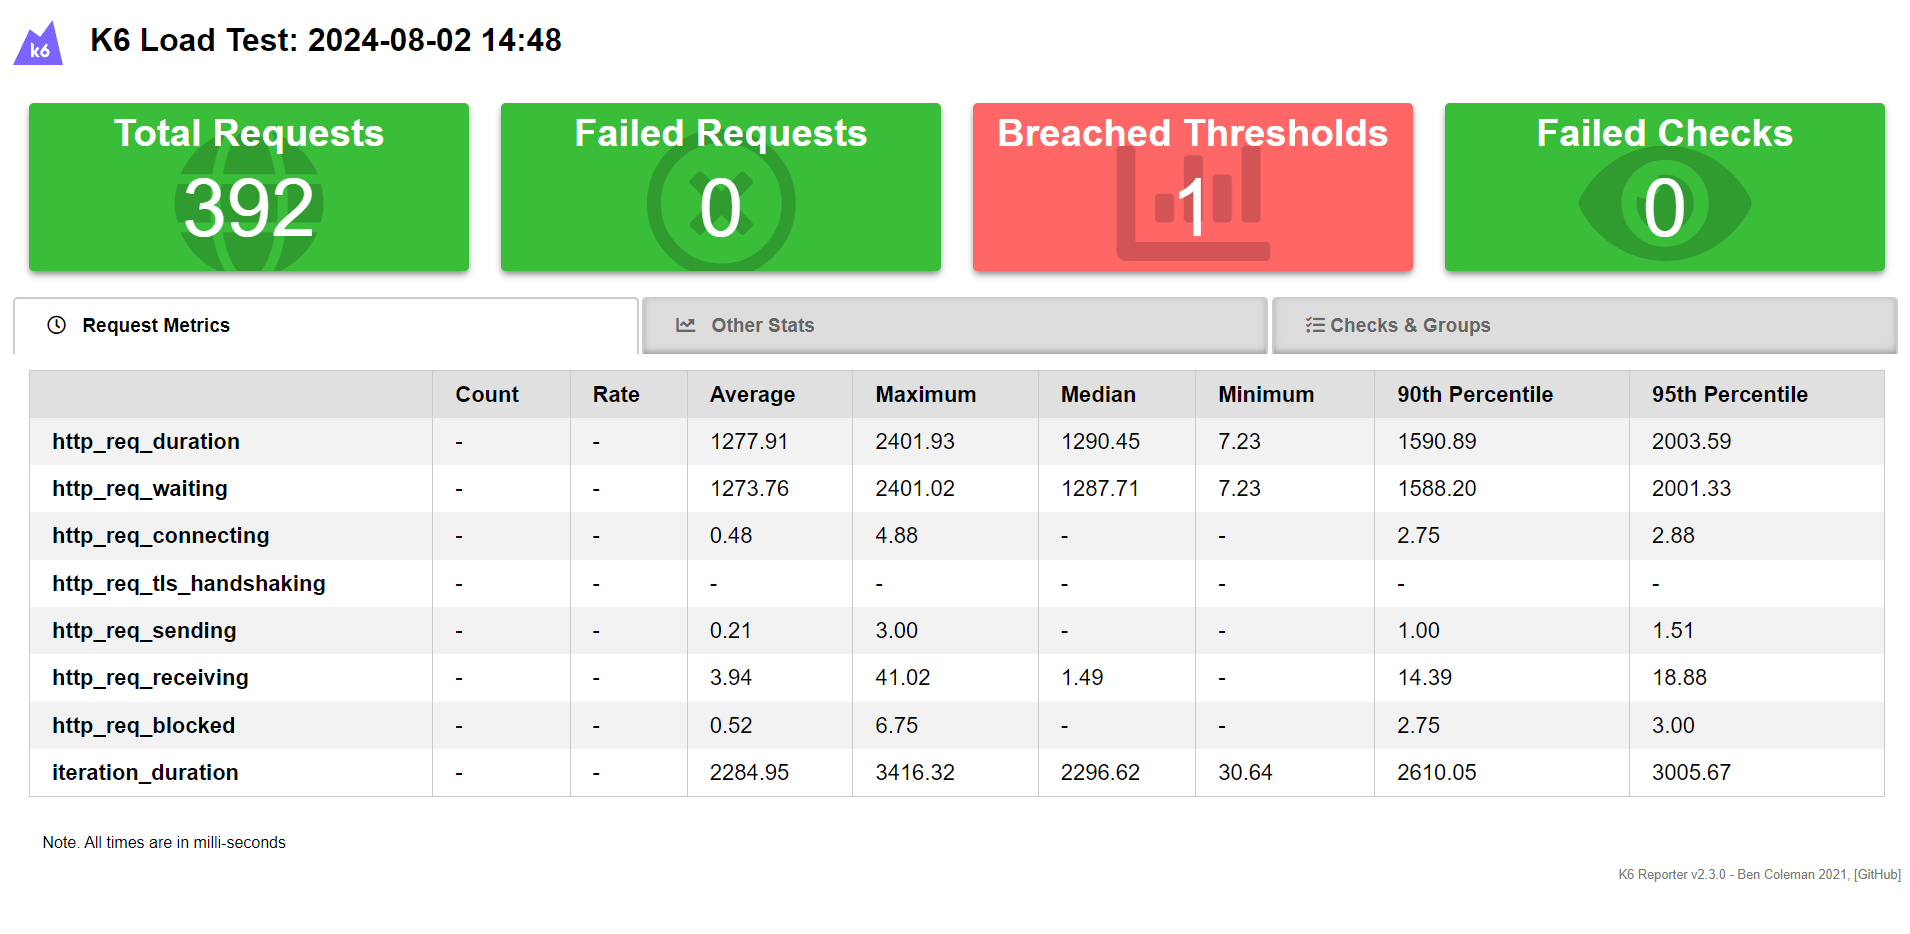 k6
K6 Load Test: 2024-08-02 14:48
Total Requests
392
Failed Requests
0
Breached Thresholds
1
Failed Checks
0
Request Metrics
Other Stats
Checks & Groups
Count Rate Average Maximum Median Minimum 90th Percentile 95th Percentile
http_req_duration - - 1277.91 2401.93 1290.45 7.23 1590.89 2003.59
http_req_waiting - - 1273.76 2401.02 1287.71 7.23 1588.20 2001.33
http_req_connecting - - 0.48 4.88 - - 2.75 2.88
http_req_tls_handshaking - - - - - - - -
http_req_sending - - 0.21 3.00 - - 1.00 1.51
http_req_receiving - - 3.94 41.02 1.49 - 14.39 18.88
http_req_blocked - - 0.52 6.75 - - 2.75 3.00
iteration_duration - - 2284.95 3416.32 2296.62 30.64 2610.05 3005.67
Note. All times are in milli-seconds
K6 Reporter v2.3.0 - Ben Coleman 2021, [GitHub]